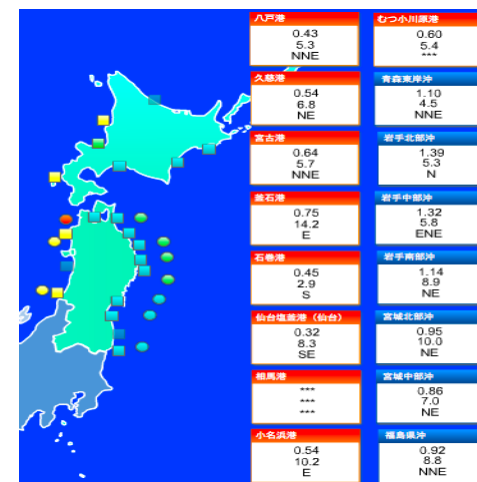 八戸港
0.43
5.3
NNE
むつ小川原港
0.60
5.4
***
久慈港
0.54
6.8
NE
青森東岸沖
1.10
4.5
NNE
宮古港
0.64
5.7
NNE
岩手北部沖
1.39
5.3
N
釜石港
0.75
14.2
E
岩手中部沖
1.32
5.8
ENE
石巻港
0.45
2.9
S
岩手南部沖
1.14
8.9
NE
仙台塩釜港（仙台）
0.32
8.3
SE
宮城北部沖
0.95
10.0
NE
相馬港
***
***
***
宮城中部沖
0.86
7.0
NE
小名浜港
0.54
10.2
E
福島県沖
0.92
8.8
NNE